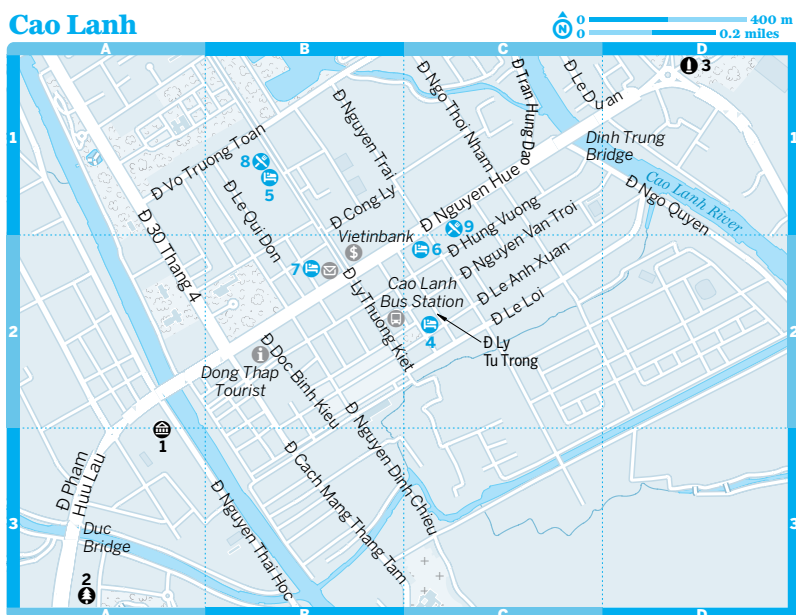 Cao Lanh
N
0 400 m
0 0.2 miles
A B C D
1
2
3
1
2
3
A B C D
3
Đ Ngo Thoi Nham
Đ Tran Hung Dao
Đ Le Duan
Đ Nguyen Trai
Đ Vo Truong Toan
8
5
Dinh Trung
Bridge
Cao Lanh River
Đ Ngo Quyen
Đ Le Qui Don
Đ Cong Ly
Đ Nguyen Hue
9
Đ Hung Vuong
Đ Nguyen Van Troi
Đ 30 Thang 4
Vietinbank
$
6
7
Đ Ly Thuong Kiet
Cao Lanh
Bus Station
Đ Le Anh Xuan
Đ Le Loi
4
Đ Ly
Tu Trong
i
Dong Thap
Tourist
Đ Doc Binh Kieu
Đ Nguyen Dinh Chieu
1
Đ Pham
Huu Lau
Đ Cach Mang Thang Tam
Đ Nguyen Thai Hoc
Duc
Bridge
2